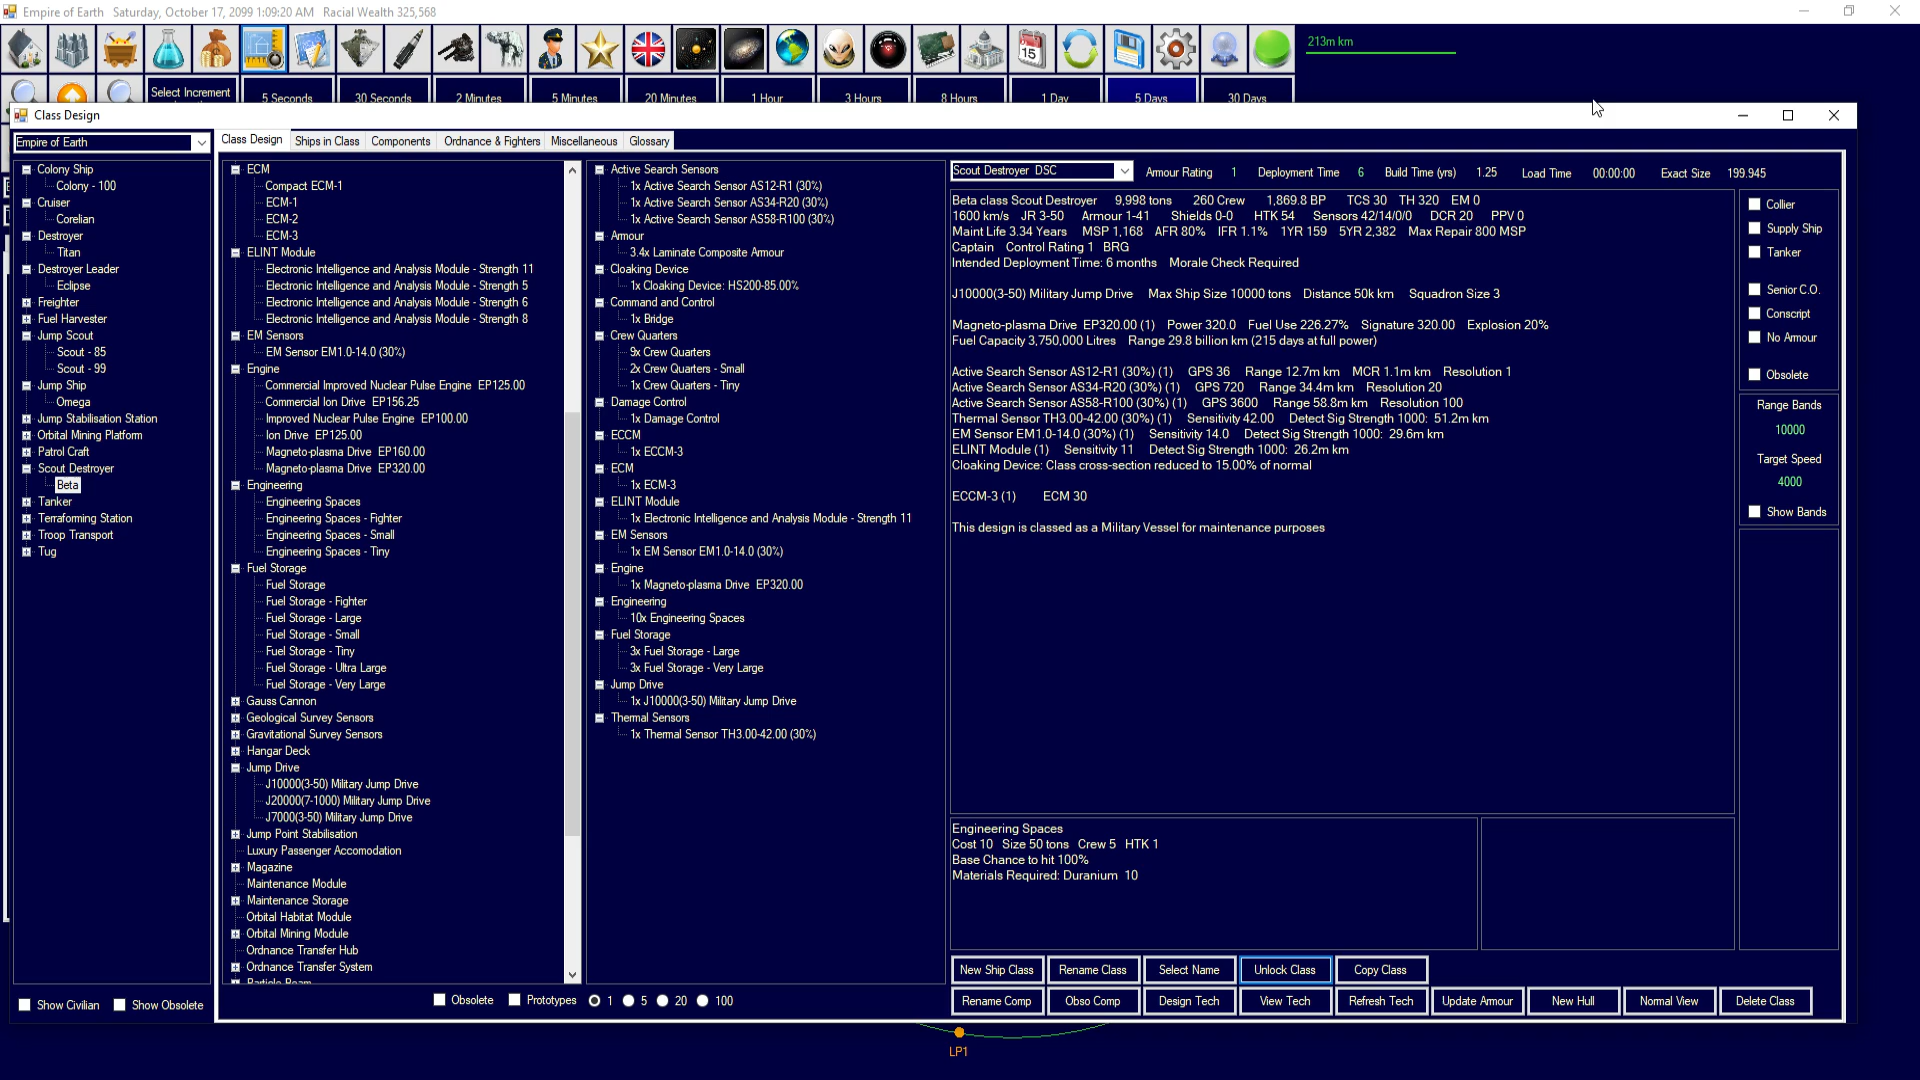 Empire of Earth   Saturday, October 17, 2099 1:09:20 AM   Racial Wealth 325,568
213m km
Select Increment
5 Seconds
30 Seconds
2 Minutes
5 Minutes
20 Minutes
1 Hour
3 Hours
8 Hours
1 Day
5 Days
30 Days
Class Design
Empire of Earth
Class Design
Ships in Class
Components
Ordnance & Fighters
Miscellaneous
Glossary
Colony Ship
Colony - 100
Cruiser
Corelian
Destroyer
Titan
Destroyer Leader
Eclipse
Freighter
Fuel Harvester
Jump Scout
Scout - 85
Scout - 99
Jump Ship
Omega
Jump Stabilisation Station
Orbital Mining Platform
Patrol Craft
Scout Destroyer
Beta
Tanker
Terraforming Station
Troop Transport
Tug
Show Civilian
Show Obsolete
ECM
Compact ECM-1
ECM-1
ECM-2
ECM-3
ELINT Module
Electronic Intelligence and Analysis Module - Strength 11
Electronic Intelligence and Analysis Module - Strength 5
Electronic Intelligence and Analysis Module - Strength 6
Electronic Intelligence and Analysis Module - Strength 8
EM Sensors
EM Sensor EM1.0-14.0 (30%)
Engine
Commercial Improved Nuclear Pulse Engine  EP125.00
Commercial Ion Drive  EP156.25
Improved Nuclear Pulse Engine  EP100.00
Ion Drive  EP125.00
Magneto-plasma Drive  EP160.00
Magneto-plasma Drive  EP320.00
Engineering
Engineering Spaces
Engineering Spaces - Fighter
Engineering Spaces - Small
Engineering Spaces - Tiny
Fuel Storage
Fuel Storage
Fuel Storage - Fighter
Fuel Storage - Large
Fuel Storage - Small
Fuel Storage - Tiny
Fuel Storage - Ultra Large
Fuel Storage - Very Large
Gauss Cannon
Geological Survey Sensors
Gravitational Survey Sensors
Hangar Deck
Jump Drive
J10000(3-50) Military Jump Drive
J20000(7-1000) Military Jump Drive
J7000(3-50) Military Jump Drive
Jump Point Stabilisation
Luxury Passenger Accomodation
Magazine
Maintenance Module
Maintenance Storage
Orbital Habitat Module
Orbital Mining Module
Ordnance Transfer Hub
Ordnance Transfer System
Particle Beam
Obsolete
Prototypes
1
5
20
100
Active Search Sensors
1x Active Search Sensor AS12-R1 (30%)
1x Active Search Sensor AS34-R20 (30%)
1x Active Search Sensor AS58-R100 (30%)
Armour
3.4x Laminate Composite Armour
Cloaking Device
1x Cloaking Device: HS200-85.00%
Command and Control
1x Bridge
Crew Quarters
9x Crew Quarters
2x Crew Quarters - Small
1x Crew Quarters - Tiny
Damage Control
1x Damage Control
ECCM
1x ECCM-3
ECM
1x ECM-3
ELINT Module
1x Electronic Intelligence and Analysis Module - Strength 11
EM Sensors
1x EM Sensor EM1.0-14.0 (30%)
Engine
1x Magneto-plasma Drive  EP320.00
Engineering
10x Engineering Spaces
Fuel Storage
3x Fuel Storage - Large
3x Fuel Storage - Very Large
Jump Drive
1x J10000(3-50) Military Jump Drive
Thermal Sensors
1x Thermal Sensor TH3.00-42.00 (30%)
Scout Destroyer  DSC
Armour Rating   1   Deployment Time   6   Build Time (yrs)   1.25   Load Time   00:00:00   Exact Size   199.945
Beta class Scout Destroyer   9,998 tons   260 Crew   1,869.8 BP   TCS 30   TH 320   EM 0
1600 km/s   JR 3-50   Armour 1-41   Shields 0-0   HTK 54   Sensors 42/14/0/0   DCR 20   PPV 0
Maint Life 3.34 Years   MSP 1,168   AFR 80%   IFR 1.1%   1YR 159   5YR 2,382   Max Repair 800 MSP
Captain   Control Rating 1   BRG
Intended Deployment Time: 6 months   Morale Check Required
J10000(3-50) Military Jump Drive   Max Ship Size 10000 tons   Distance 50k km   Squadron Size 3
Magneto-plasma Drive  EP320.00 (1)   Power 320.0   Fuel Use 226.27%   Signature 320.00   Explosion 20%
Fuel Capacity 3,750,000 Litres   Range 29.8 billion km (215 days at full power)
Active Search Sensor AS12-R1 (30%) (1)   GPS 36   Range 12.7m km   MCR 1.1m km   Resolution 1
Active Search Sensor AS34-R20 (30%) (1)   GPS 720   Range 34.4m km   Resolution 20
Active Search Sensor AS58-R100 (30%) (1)   GPS 3600   Range 58.8m km   Resolution 100
Thermal Sensor TH3.00-42.00 (30%) (1)   Sensitivity 42.00   Detect Sig Strength 1000:  51.2m km
EM Sensor EM1.0-14.0 (30%) (1)   Sensitivity 14.0   Detect Sig Strength 1000:  29.6m km
ELINT Module (1)   Sensitivity 11   Detect Sig Strength 1000:  26.2m km
Cloaking Device: Class cross-section reduced to 15.00% of normal
ECCM-3 (1)   ECM 30
This design is classed as a Military Vessel for maintenance purposes
Engineering Spaces
Cost 10   Size 50 tons   Crew 5   HTK 1
Base Chance to hit 100%
Materials Required: Duranium  10
Collier
Supply Ship
Tanker
Senior C.O.
Conscript
No Armour
Obsolete
Range Bands
10000
Target Speed
4000
Show Bands
New Ship Class
Rename Class
Select Name
Unlock Class
Copy Class
Rename Comp
Obso Comp
Design Tech
View Tech
Refresh Tech
Update Armour
New Hull
Normal View
Delete Class
LP1